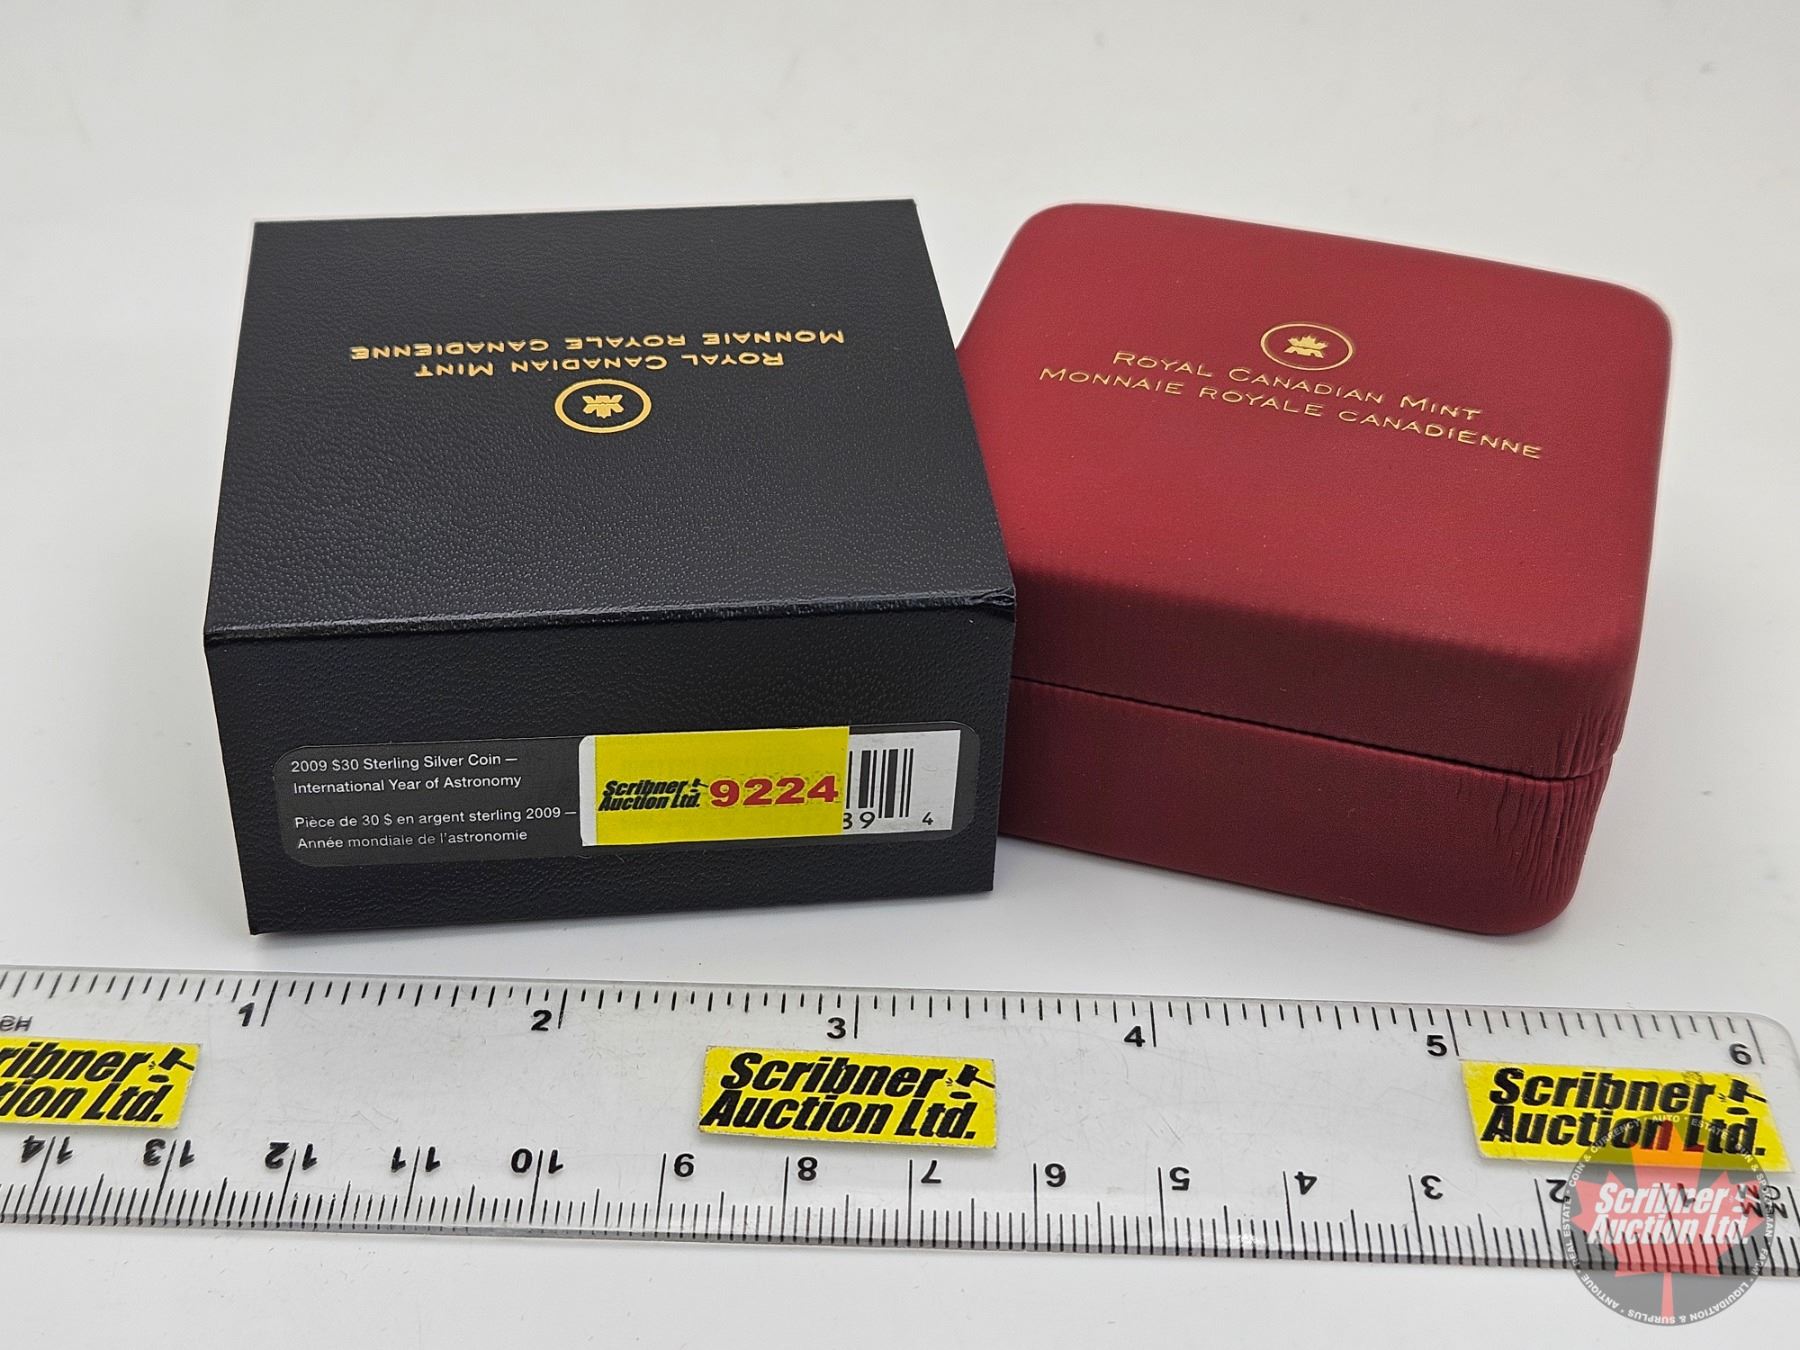 MONNAIE ROYALE CANADIENNE
ROYAL CANADIAN MINT
ROYAL CANADIAN MINT
MONNAIE ROYALE CANADIENNE
2009 $30 Sterling Silver Coin –
International Year of Astronomy
Pièce de 30 $ en argent sterling 2009 –
Année mondiale de l'astronomie
Scribner
Auction Ltd.
9224
39 4
1 2 3 4 5 6
Scribner
Auction Ltd.
Scribner
Auction Ltd.
Scribner
Auction Ltd.
14 13 12 11 10 9 8 7 6 5 4 3 2 1
Scribner
Auction Ltd.